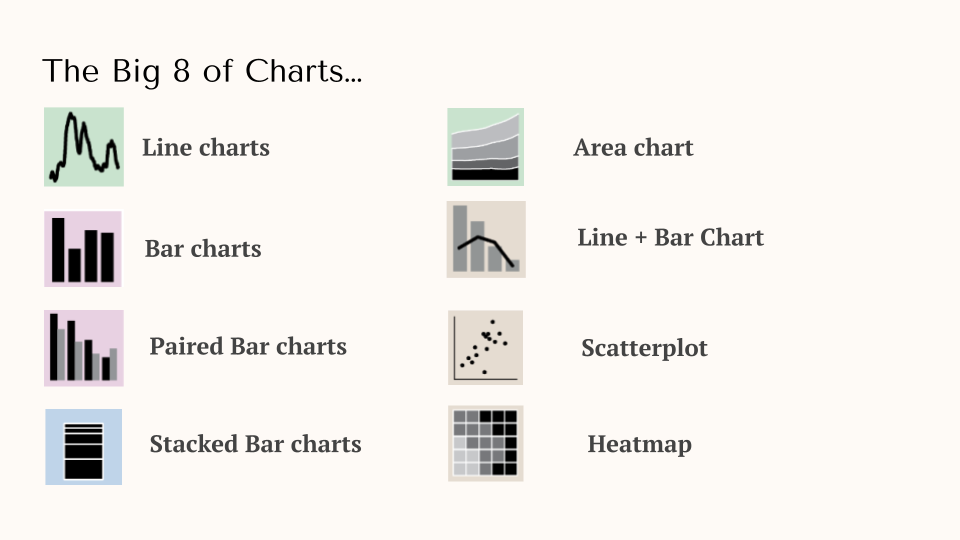 The Big 8 of Charts...
Line charts
Bar charts
Paired Bar charts
Stacked Bar charts
Area chart
Line + Bar Chart
Scatterplot
Heatmap